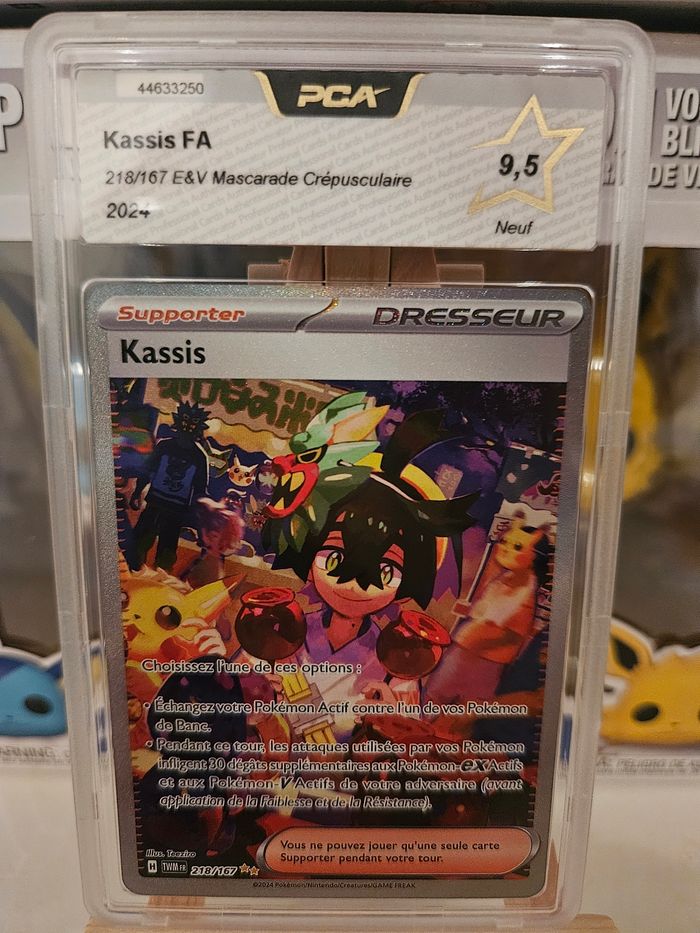 44633250
PCA
Kassis FA
218/167 E&V Mascarade Crépusculaire
9,5
2024
Neuf
Supporter
DRESSEUR
Kassis
Choisissez l'une de ces options :
• Échangez votre Pokémon Actif contre l'un de vos Pokémon
de Banc.
• Pendant ce tour, les attaques utilisées par vos Pokémon
infligent 30 dégâts supplémentaires aux Pokémon-ex Actifs
et aux Pokémon-V Actifs de votre adversaire (avant
application de la Faiblesse et de la Résistance).
Vous ne pouvez jouer qu'une seule carte
Supporter pendant votre tour.
Illus. Teeziro
H TWM FR 218/167
©2024 Pokémon/Nintendo/Creatures/GAME FREAK